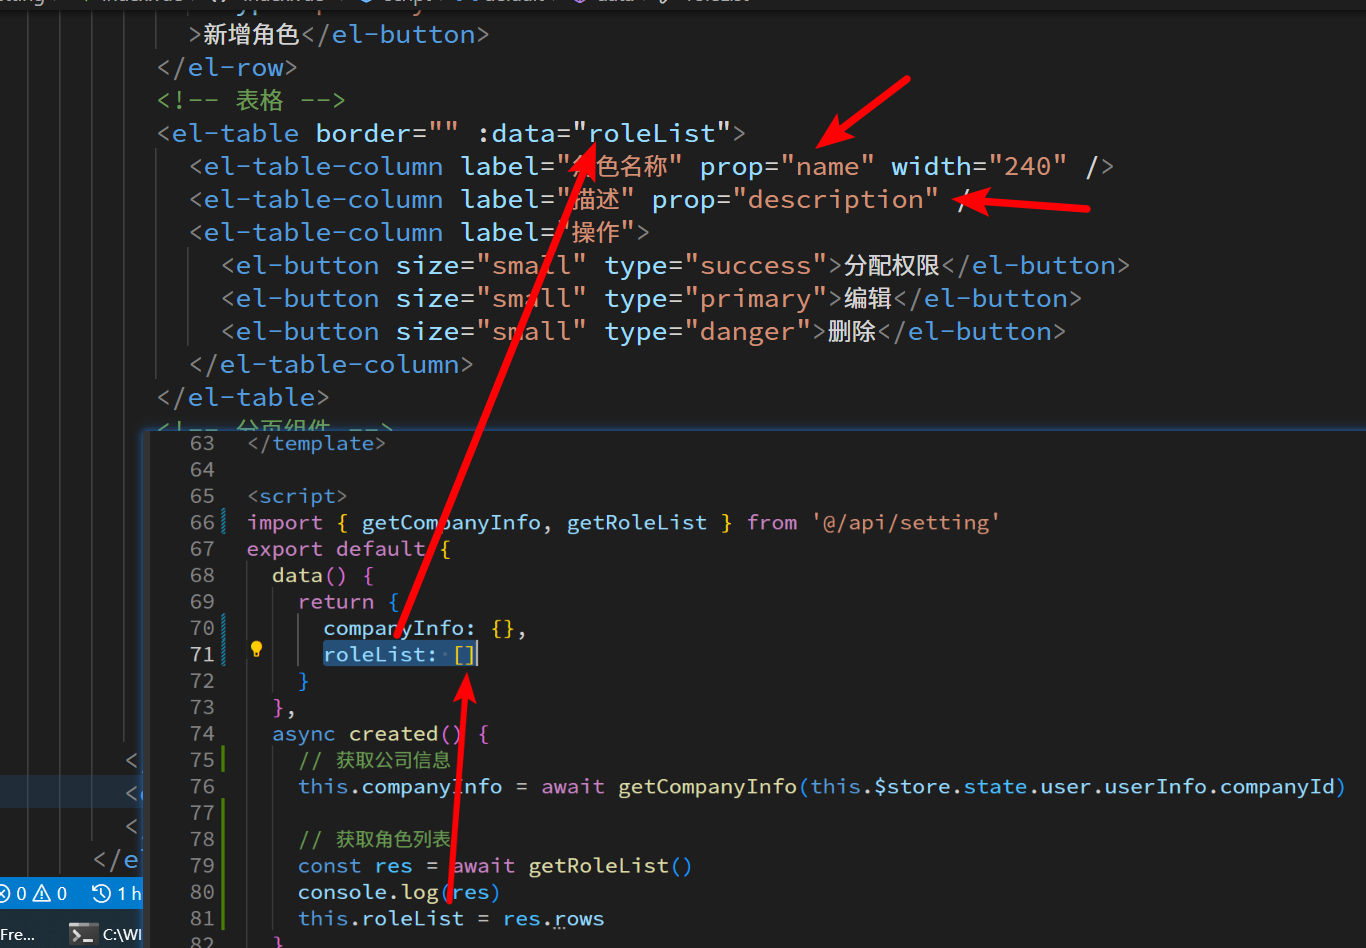 >新增角色</el-button>
</el-row>
<!-- 表格 -->
<el-table border="" :data="roleList">
<el-table-column label="角色名称" prop="name" width="240" />
<el-table-column label="描述" prop="description" /
<el-table-column label="操作">
<el-button size="small" type="success">分配权限</el-button>
<el-button size="small" type="primary">编辑</el-button>
<el-button size="small" type="danger">删除</el-button>
</el-table-column>
</el-table>
<!-- 分页组件 -->
63 </template>
64
65 <script>
66 import { getCompanyInfo, getRoleList } from '@/api/setting'
67 export default {
68 data() {
69 return {
70 companyInfo: {},
71 roleList: []
72 }
73 },
74 async created() {
75 // 获取公司信息
76 this.companyInfo = await getCompanyInfo(this.$store.state.user.userInfo.companyId)
77
78 // 获取角色列表
79 const res = await getRoleList()
80 console.log(res)
81 this.roleList = res.rows
82 }
<
<
<
</el
0 0 1 h
Fre... C:\WI